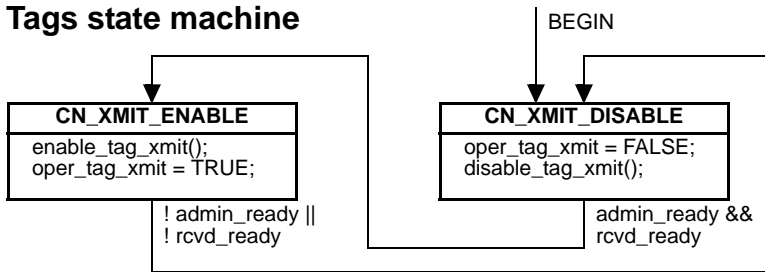 Tags state machine
BEGIN
CN_XMIT_ENABLE
enable_tag_xmit();
oper_tag_xmit = TRUE;
! admin_ready ||
! rcvd_ready
CN_XMIT_DISABLE
oper_tag_xmit = FALSE;
disable_tag_xmit();
admin_ready &&
rcvd_ready